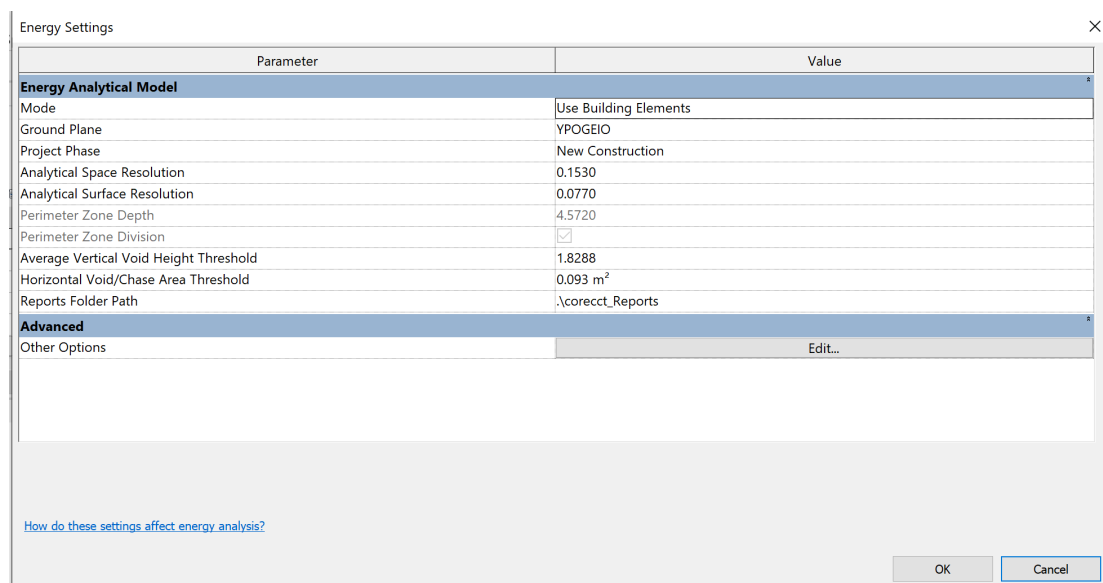 Energy Settings
Parameter Value
Energy Analytical Model
Mode Use Building Elements
Ground Plane YPOGEIO
Project Phase New Construction
Analytical Space Resolution 0.1530
Analytical Surface Resolution 0.0770
Perimeter Zone Depth 4.5720
Perimeter Zone Division
Average Vertical Void Height Threshold 1.8288
Horizontal Void/Chase Area Threshold 0.093 m²
Reports Folder Path .\corecct_Reports
Advanced
Other Options Edit...
How do these settings affect energy analysis?
OK Cancel